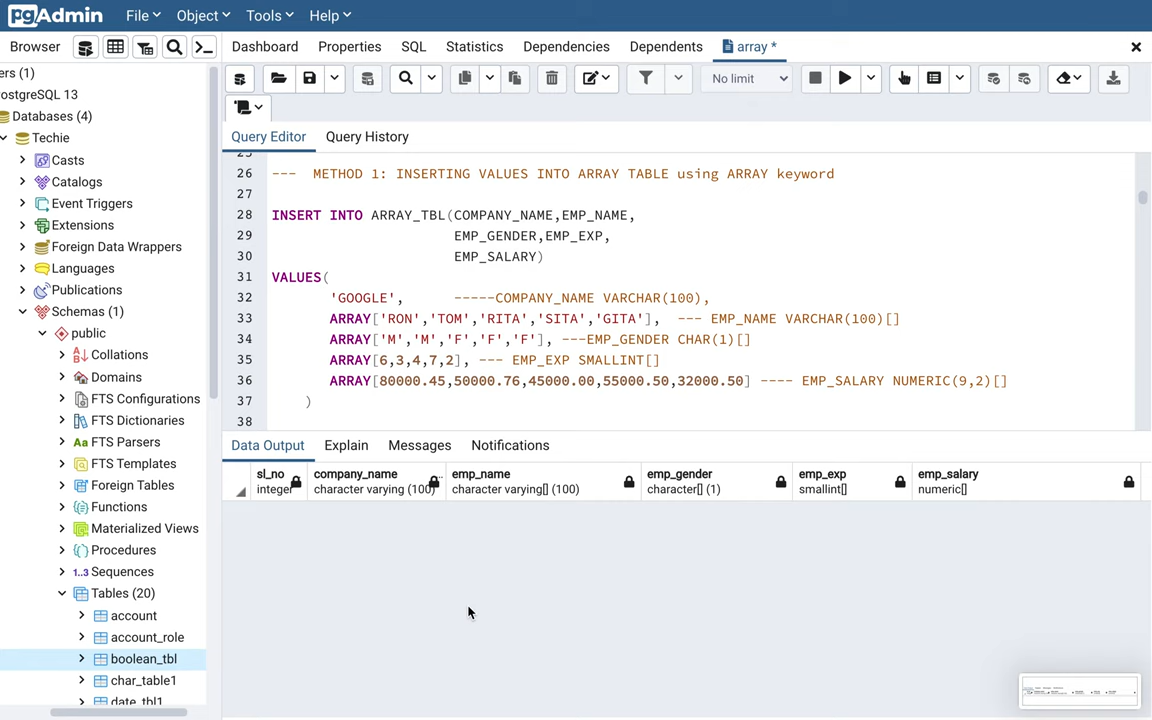 pgAdmin File Object Tools Help
Browser Dashboard Properties SQL Statistics Dependencies Dependents array *
ers (1)
ostgreSQL 13
Databases (4)
Techie
Casts
Catalogs
Event Triggers
Extensions
Foreign Data Wrappers
Languages
Publications
Schemas (1)
public
Collations
Domains
FTS Configurations
FTS Dictionaries
Aa FTS Parsers
FTS Templates
Foreign Tables
Functions
Materialized Views
Procedures
1..3 Sequences
Tables (20)
account
account_role
boolean_tbl
char_table1
date_tbl1
No limit
Query Editor Query History
25
26 --- METHOD 1: INSERTING VALUES INTO ARRAY TABLE using ARRAY keyword
27
28 INSERT INTO ARRAY_TBL(COMPANY_NAME,EMP_NAME,
29 EMP_GENDER,EMP_EXP,
30 EMP_SALARY)
31 VALUES(
32 'GOOGLE', -----COMPANY_NAME VARCHAR(100),
33 ARRAY['RON','TOM','RITA','SITA','GITA'], --- EMP_NAME VARCHAR(100)[]
34 ARRAY['M','M','F','F','F'], ---EMP_GENDER CHAR(1)[]
35 ARRAY[6,3,4,7,2], --- EMP_EXP SMALLINT[]
36 ARRAY[80000.45,50000.76,45000.00,55000.50,32000.50] ---- EMP_SALARY NUMERIC(9,2)[]
37 )
38
Data Output Explain Messages Notifications
sl_no company_name emp_name emp_gender emp_exp emp_salary
integer character varying (100) character varying[] (100) character[] (1) smallint[] numeric[]